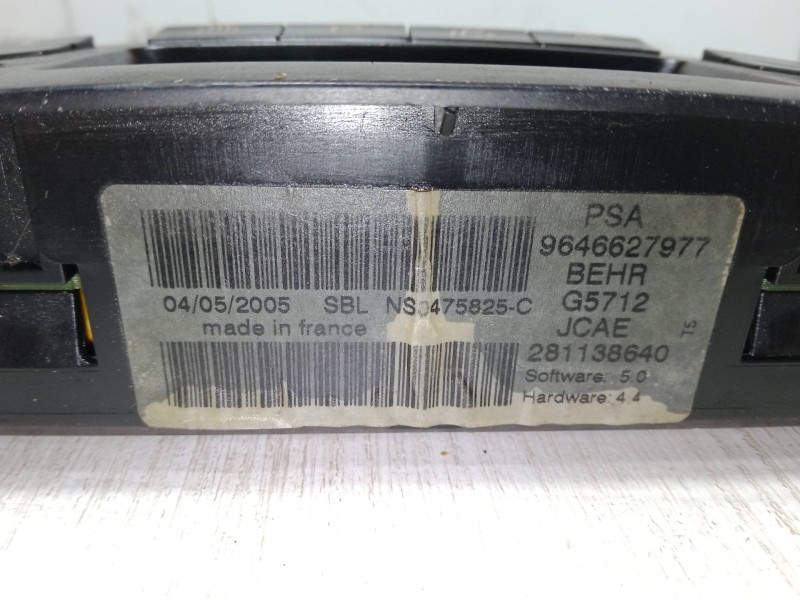 PSA
9646627977
BEHR
G5712
JCAE
281138640
Software: 5.0
Hardware: 4.4
T5
04/05/2005 SBL NS0475825-C
made in france